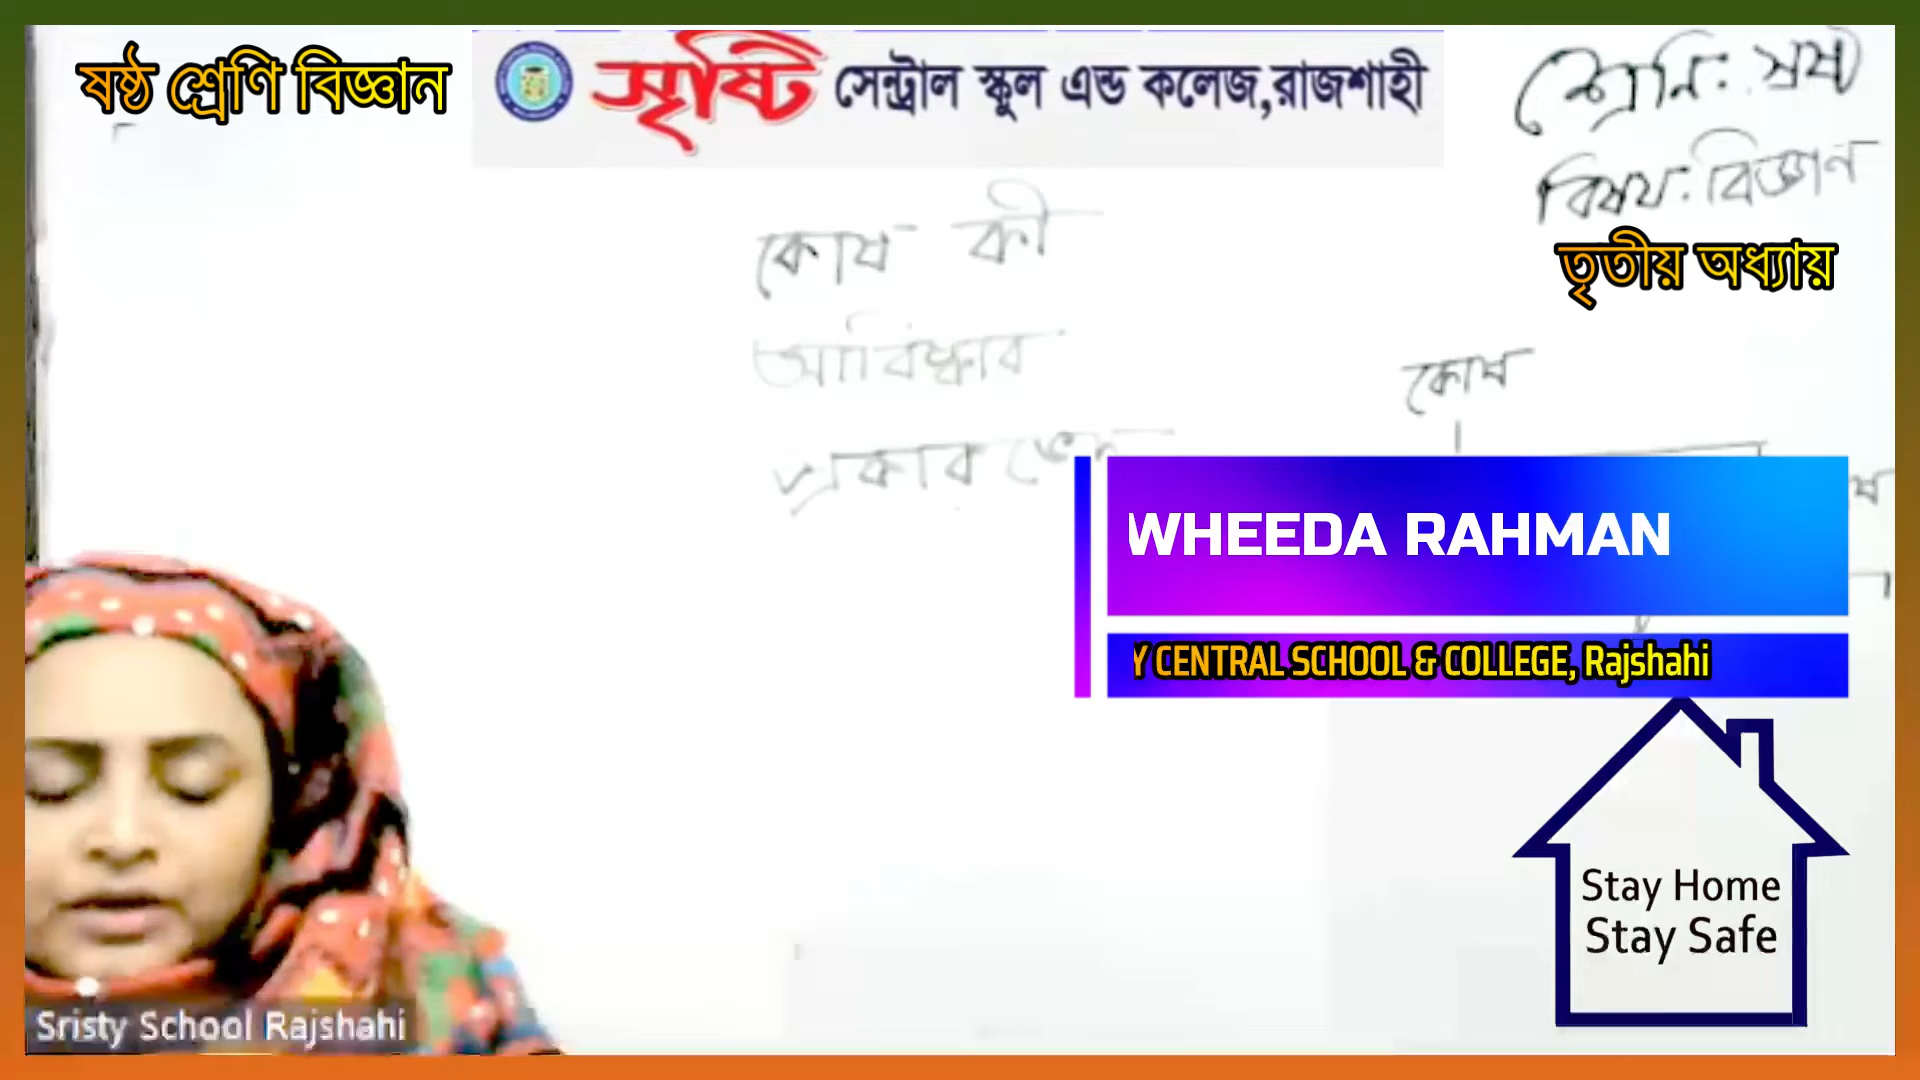 ষষ্ঠ শ্রেণি বিজ্ঞান
সৃষ্টি সেন্ট্রাল স্কুল এন্ড কলেজ,রাজশাহী
শ্রেনি: ষষ্ট
বিষয়: বিজ্ঞান
তৃতীয় অধ্যায়
কোষ কী
আবিষ্কার
প্রকার
কোষ
WHEEDA RAHMAN
Y CENTRAL SCHOOL & COLLEGE, Rajshahi
Stay Home
Stay Safe
Sristy School Rajshahi